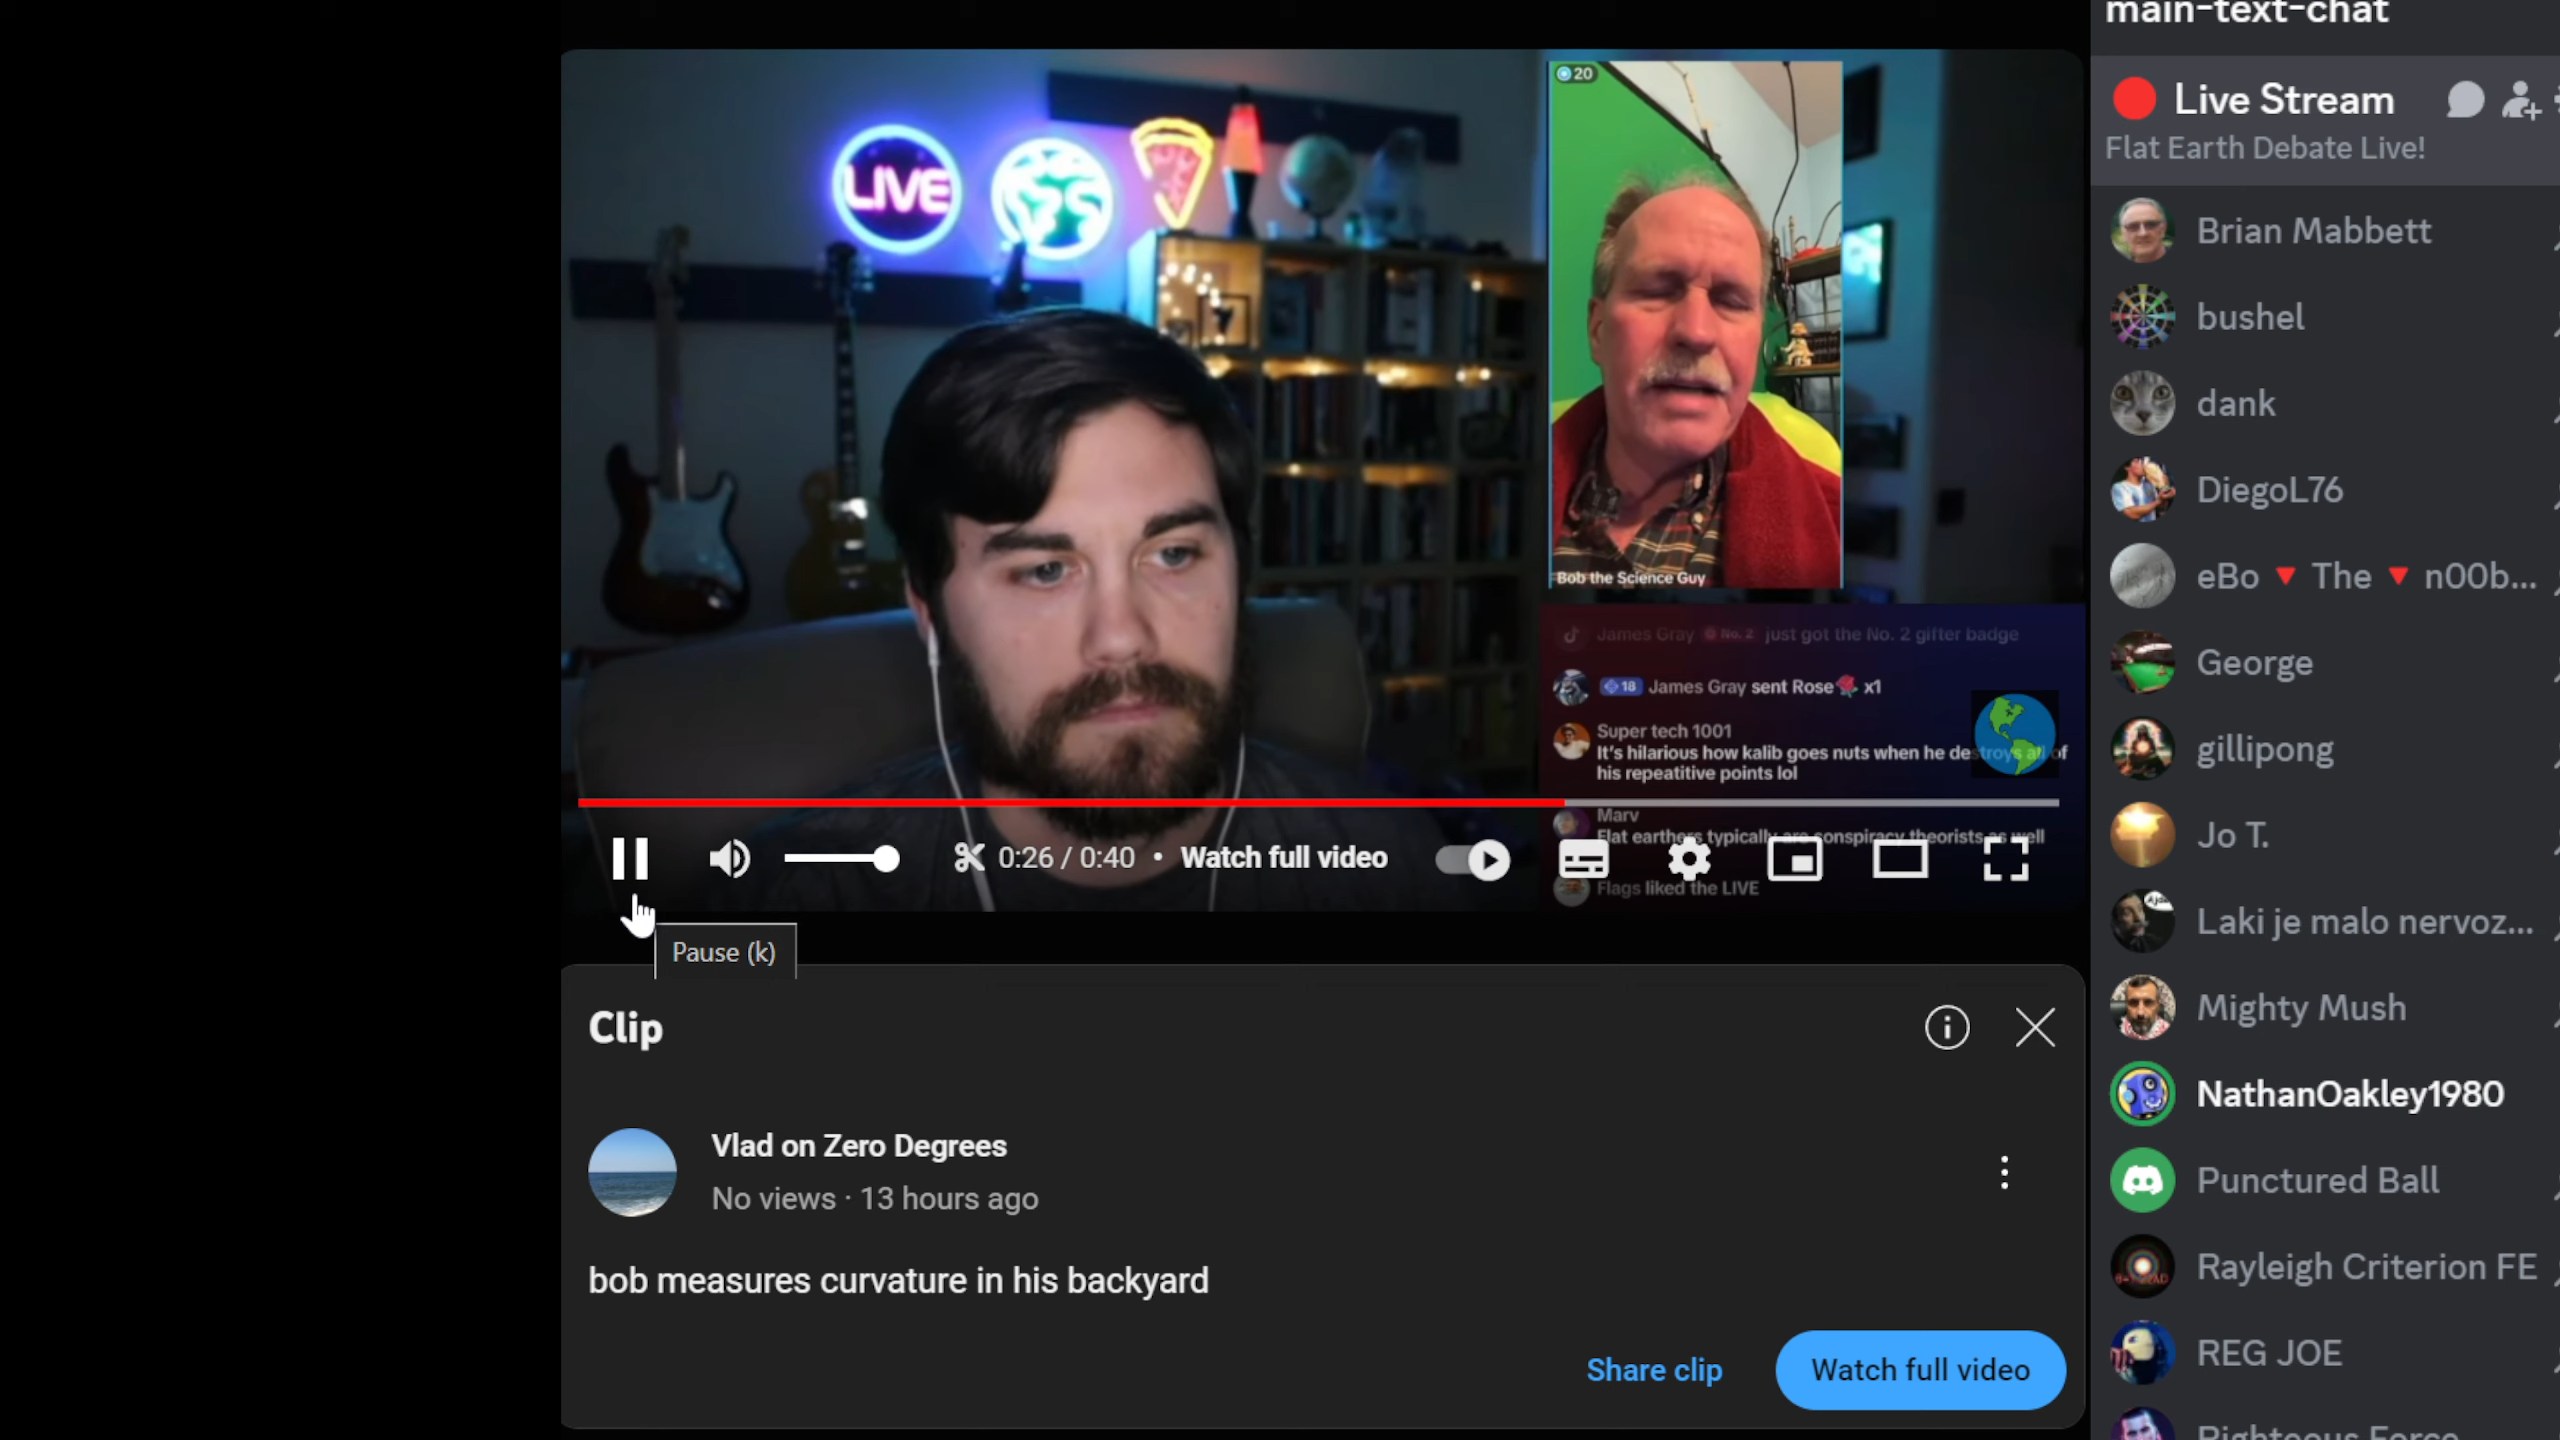 main-text-chat
Live Stream
Flat Earth Debate Live!
Brian Mabbett
bushel
dank
DiegoL76
eBo 🔻 The 🔻 n00b...
George
gillipong
Jo T.
Laki je malo nervoz...
Mighty Mush
NathanOakley1980
Punctured Ball
Rayleigh Criterion FE
REG JOE
Righteous Force
LIVE
20
Bob the Science Guy
James Gray No. 2 just got the No. 2 gifter badge
18 James Gray sent Rose🌹 x1
Super tech 1001
It's hilarious how kalib goes nuts when he destroys all of
his repeatitive points lol
Marv
Flat earthers typically are conspiracy theorists as well
Flags liked the LIVE
0:26 / 0:40 • Watch full video
Pause (k)
Clip
Vlad on Zero Degrees
No views · 13 hours ago
bob measures curvature in his backyard
Share clip
Watch full video